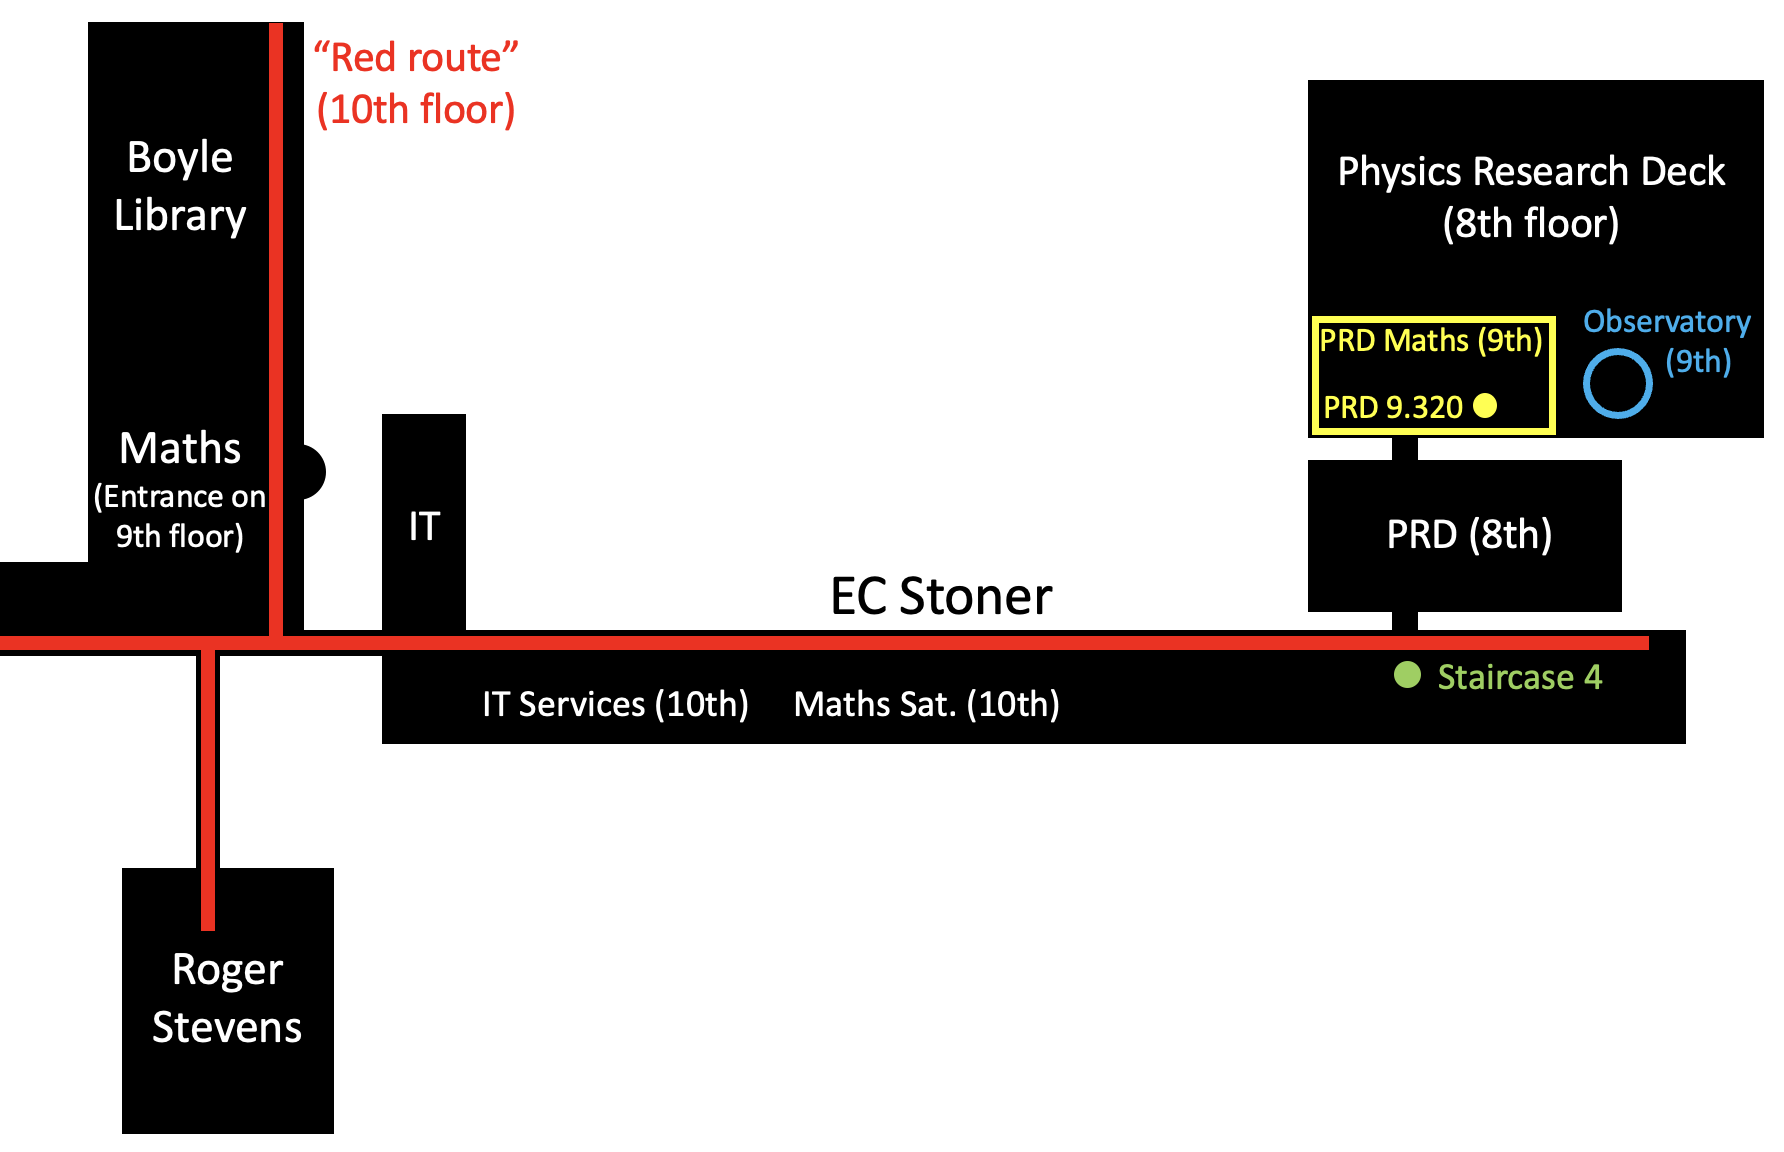 “Red route”
(10th floor)
Boyle
Library
Physics Research Deck
(8th floor)
Observatory
(9th)
PRD Maths (9th)
PRD 9.320
Maths
(Entrance on
9th floor)
IT
PRD (8th)
EC Stoner
Staircase 4
IT Services (10th)
Maths Sat. (10th)
Roger
Stevens